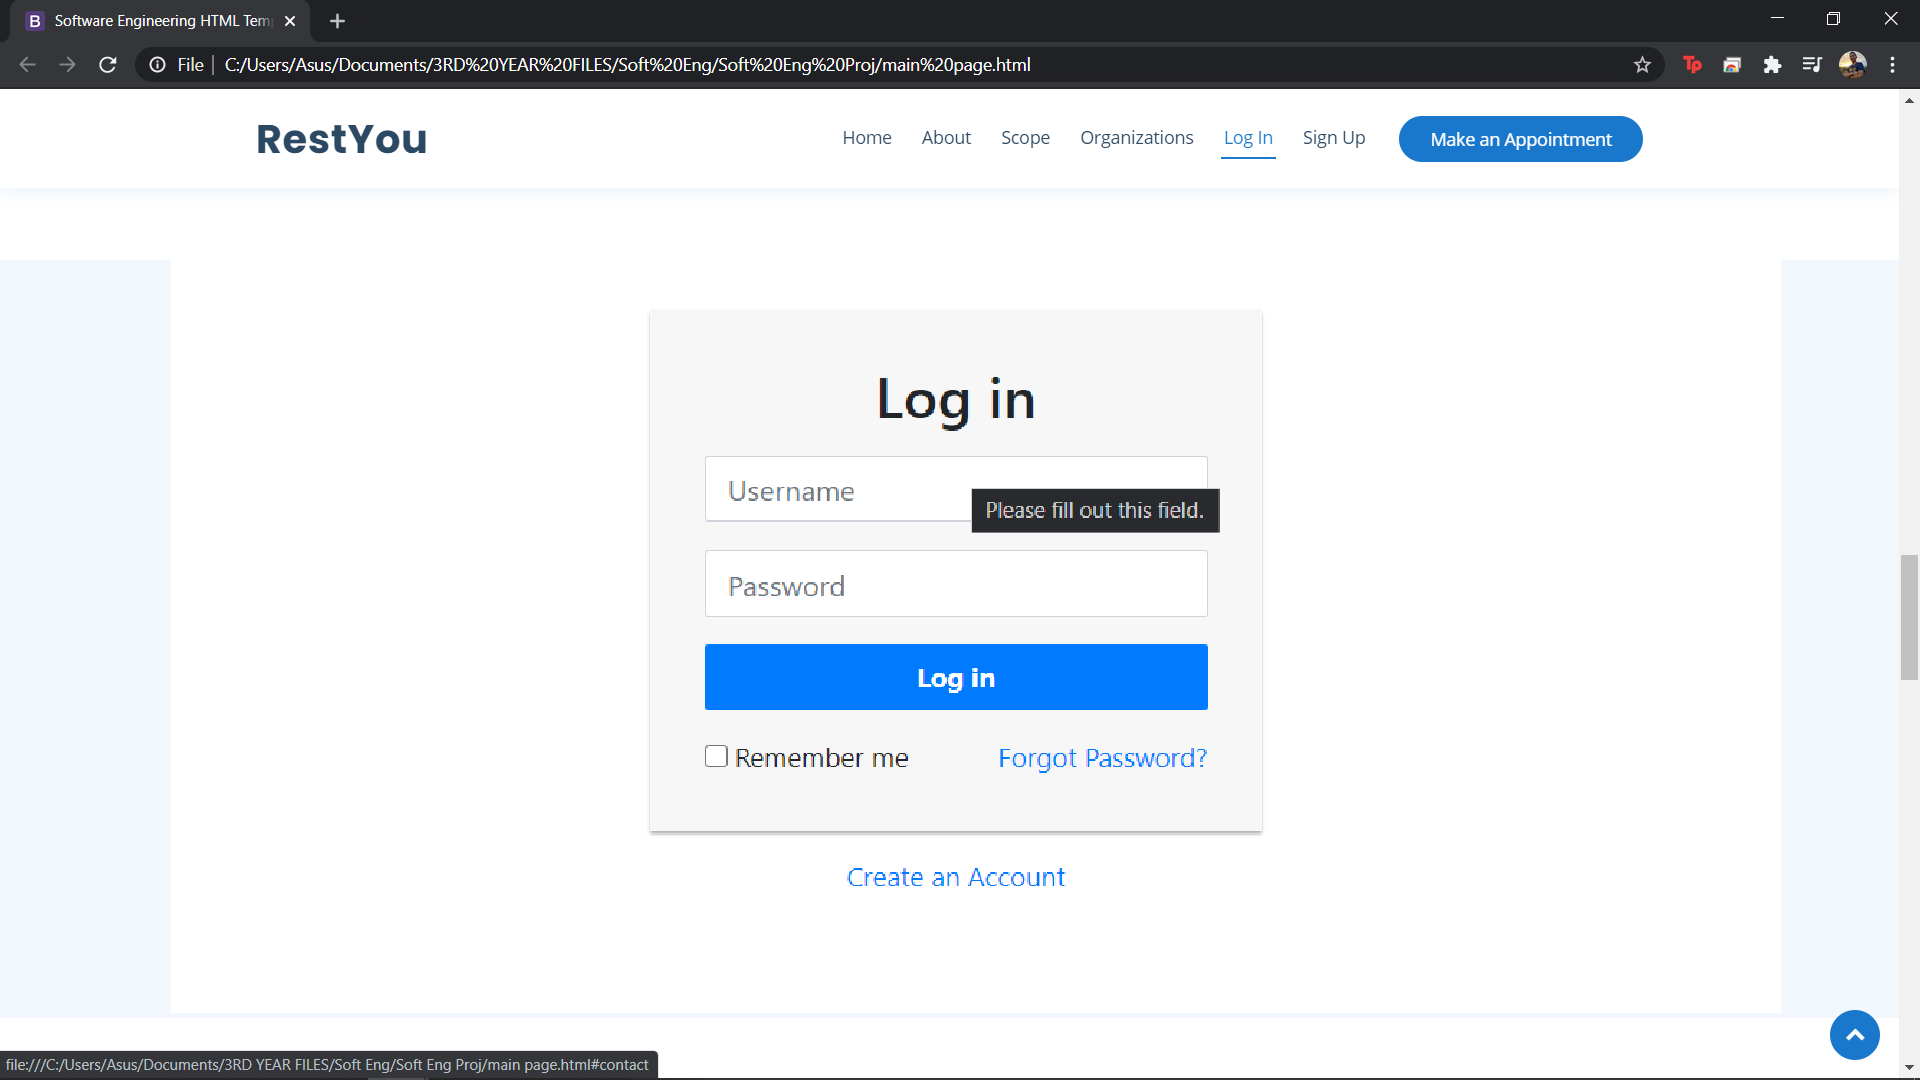 B Software Engineering HTML Tem
File C:/Users/Asus/Documents/3RD%20YEAR%20FILES/Soft%20Eng/Soft%20Eng%20Proj/main%20page.html
Tp
RestYou Home About Scope Organizations Log In Sign Up Make an Appointment
Log in
Username
Please fill out this field.
Password
Log in
Remember me Forgot Password?
Create an Account
file:///C:/Users/Asus/Documents/3RD YEAR FILES/Soft Eng/Soft Eng Proj/main page.html#contact